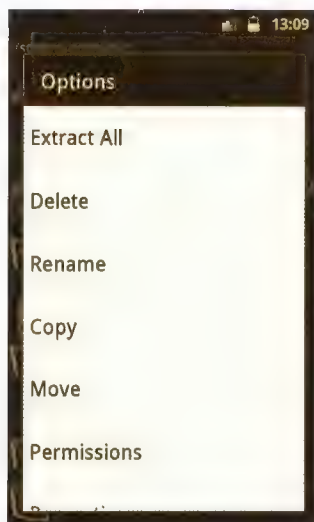 13:09
Options
Extract All
Delete
Rename
Copy
Move
Permissions